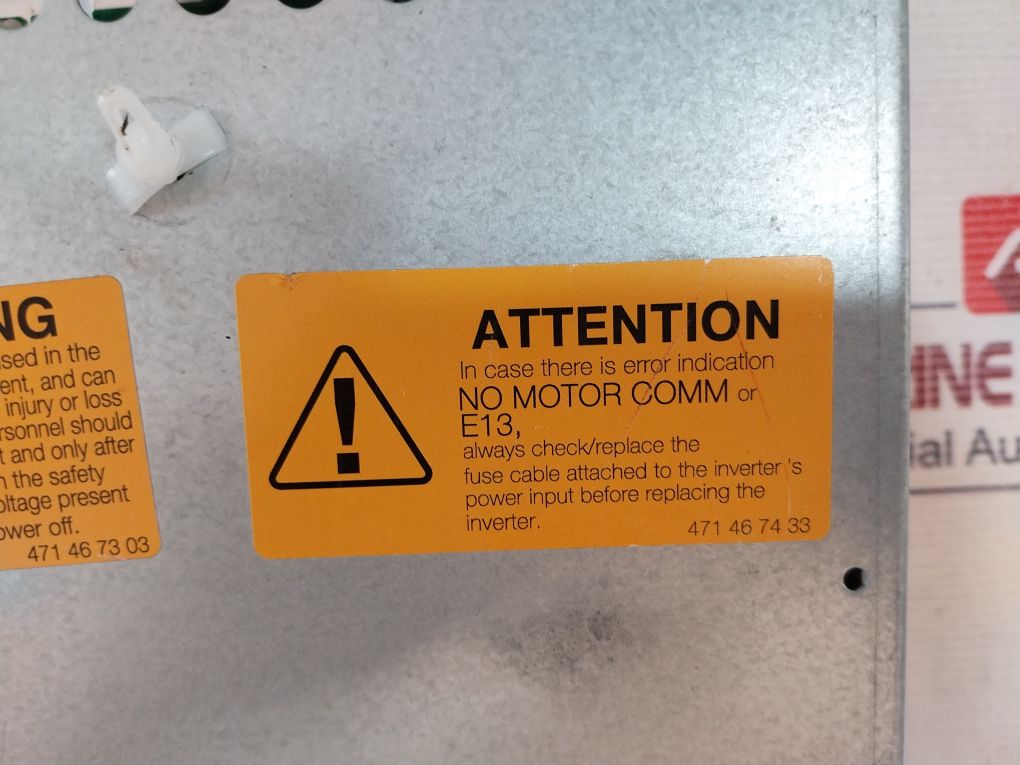 NG
sed in the
ent, and can
injury or loss
rsonnel should
t and only after
n the safety
oltage present
ower off.
471 46 73 03
ATTENTION
In case there is error indication
NO MOTOR COMM or
E13,
always check/replace the
fuse cable attached to the inverter 's
power input before replacing the
inverter.
471 46 74 33
INE
ial Au